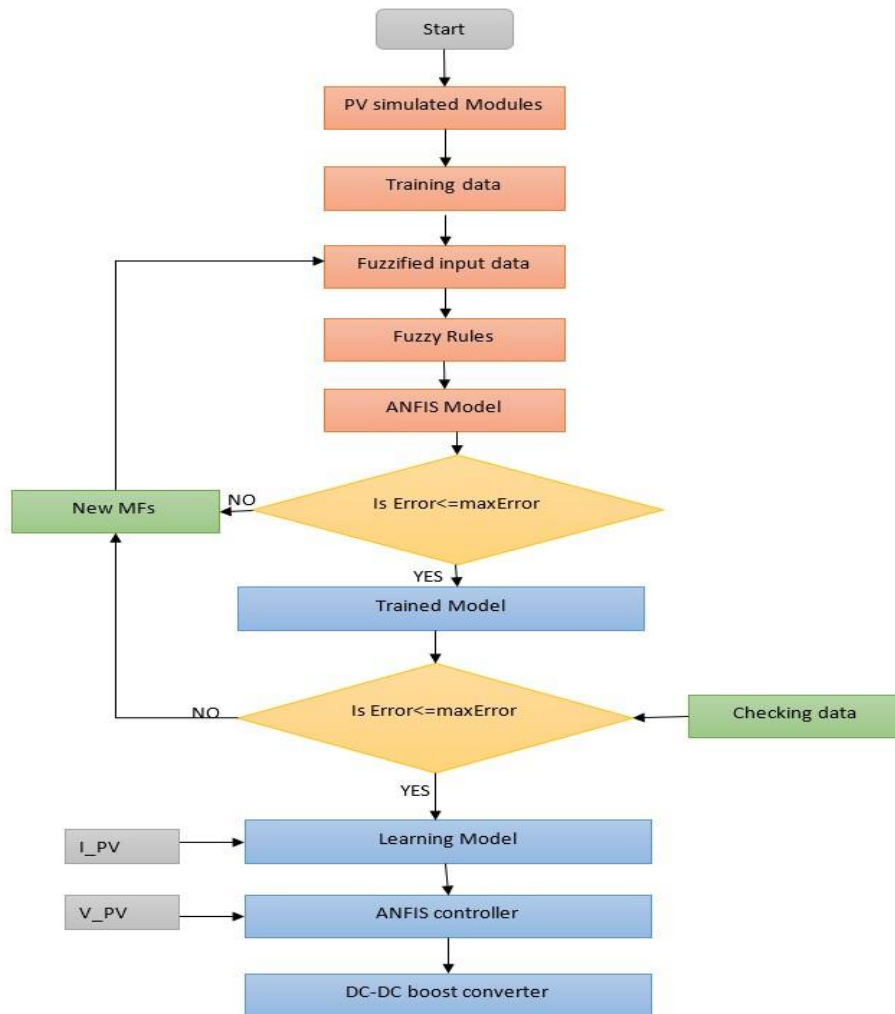 Start
PV simulated Modules
Training data
Fuzzified input data
Fuzzy Rules
ANFIS Model
Is Error<=maxError
NO
New MFs
YES
Trained Model
Is Error<=maxError
NO
Checking data
YES
Learning Model
I_PV
ANFIS controller
V_PV
DC-DC boost converter